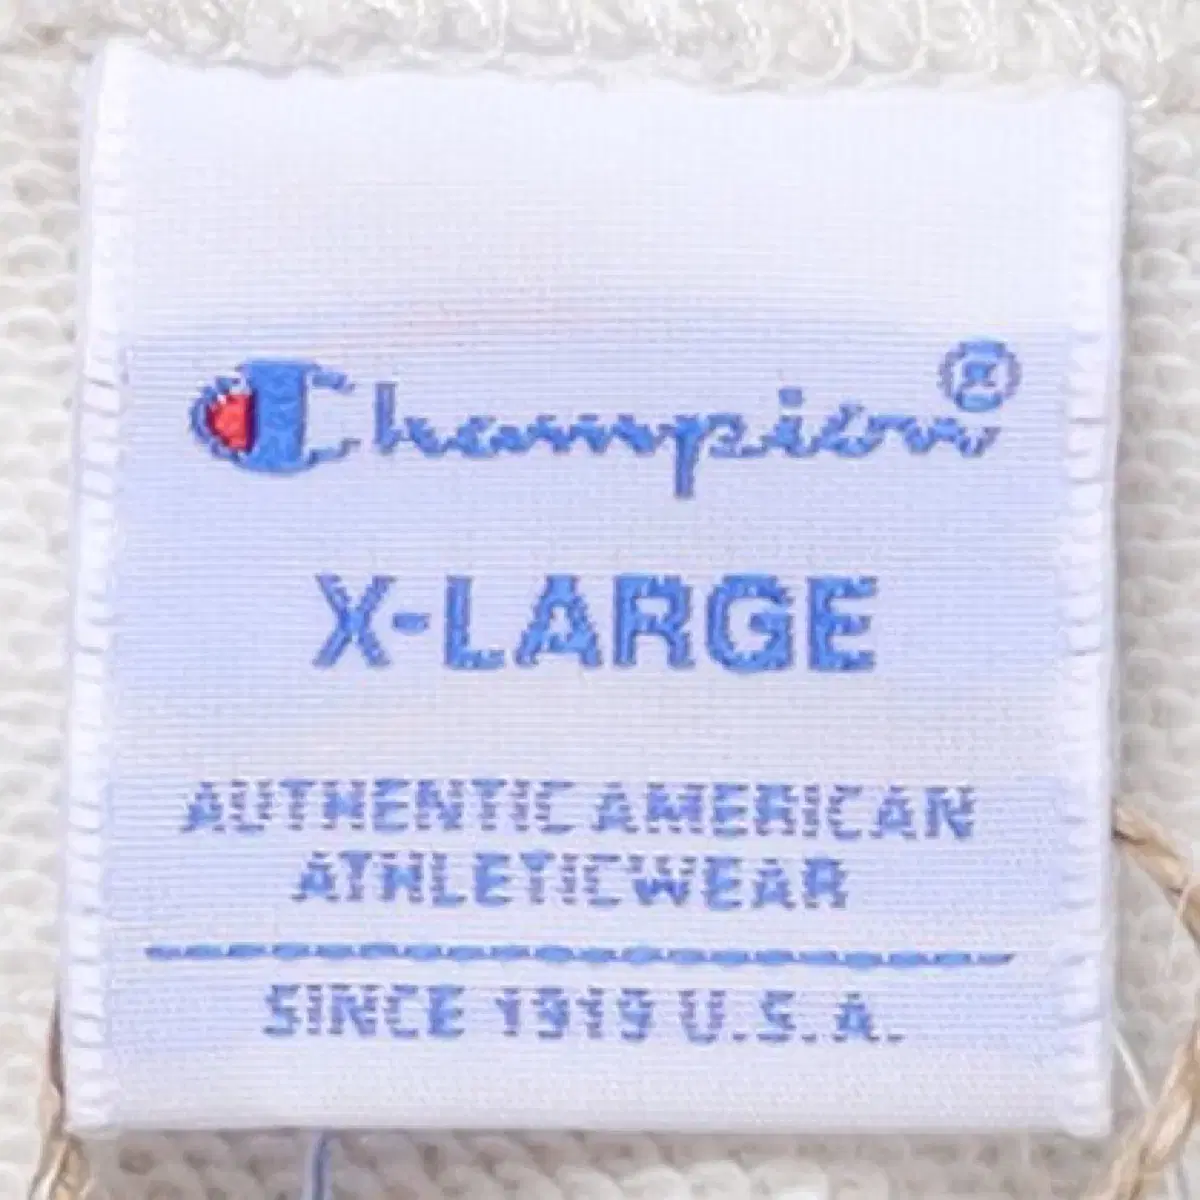 Champion®
X-LARGE
AUTHENTIC AMERICAN
ATHLETICWEAR
SINCE 1919 U.S.A.